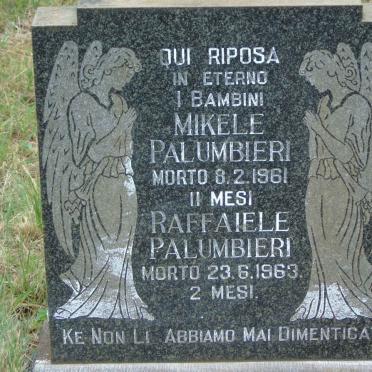 QUI RIPOSA
IN ETERNO
I BAMBINI
MIKELE
PALUMBIERI
MORTO 8.2.1961
11 MESI
RAFFAIELE
PALUMBIERI
MORTO 23.6.1963.
2 MESI.
KE NON LI ABBIAMO MAI DIMENTICA